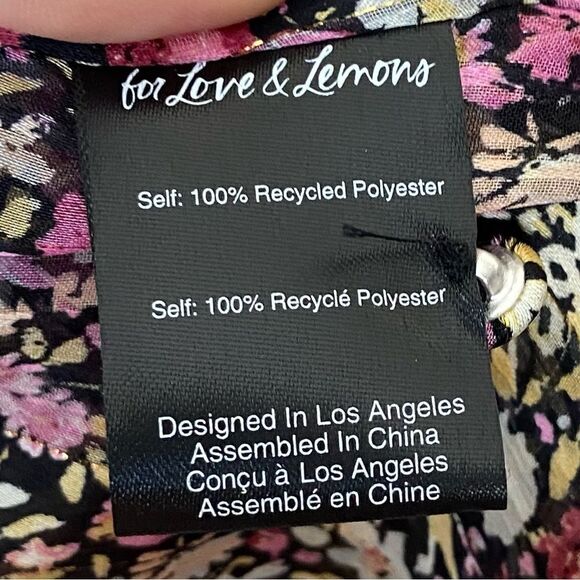 for Love & Lemons
Self: 100% Recycled Polyester
Self: 100% Recyclé Polyester
Designed In Los Angeles
Assembled In China
Conçu à Los Angeles
Assemblé en Chine